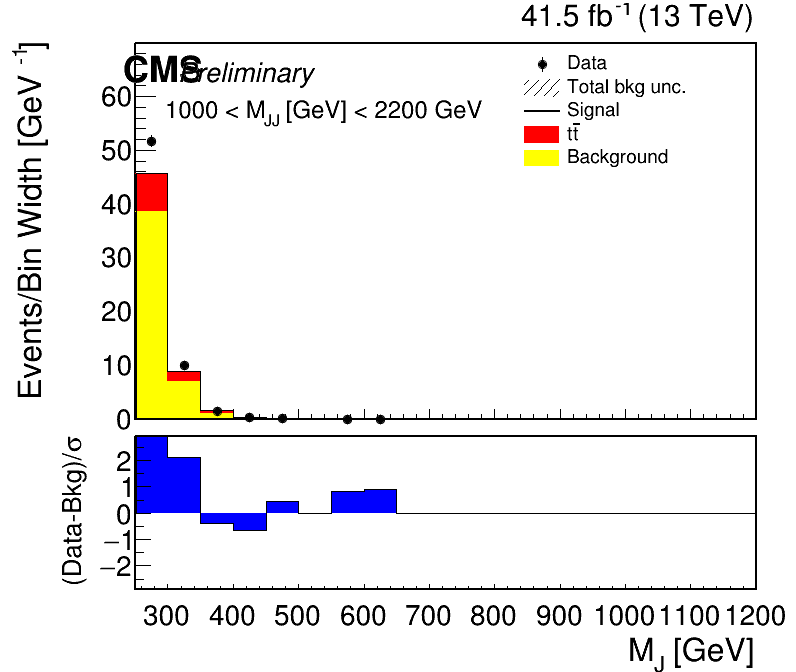 41.5 fb⁻¹ (13 TeV)
CMS Preliminary
1000 < M_JJ [GeV] < 2200 GeV
Data
Total bkg unc.
Signal
tt̄
Background
Events/Bin Width [GeV⁻¹]
60
50
40
30
20
10
0
(Data-Bkg)/σ
2
1
0
−1
−2
300 400 500 600 700 800 900 1000 1100 1200
M_J [GeV]